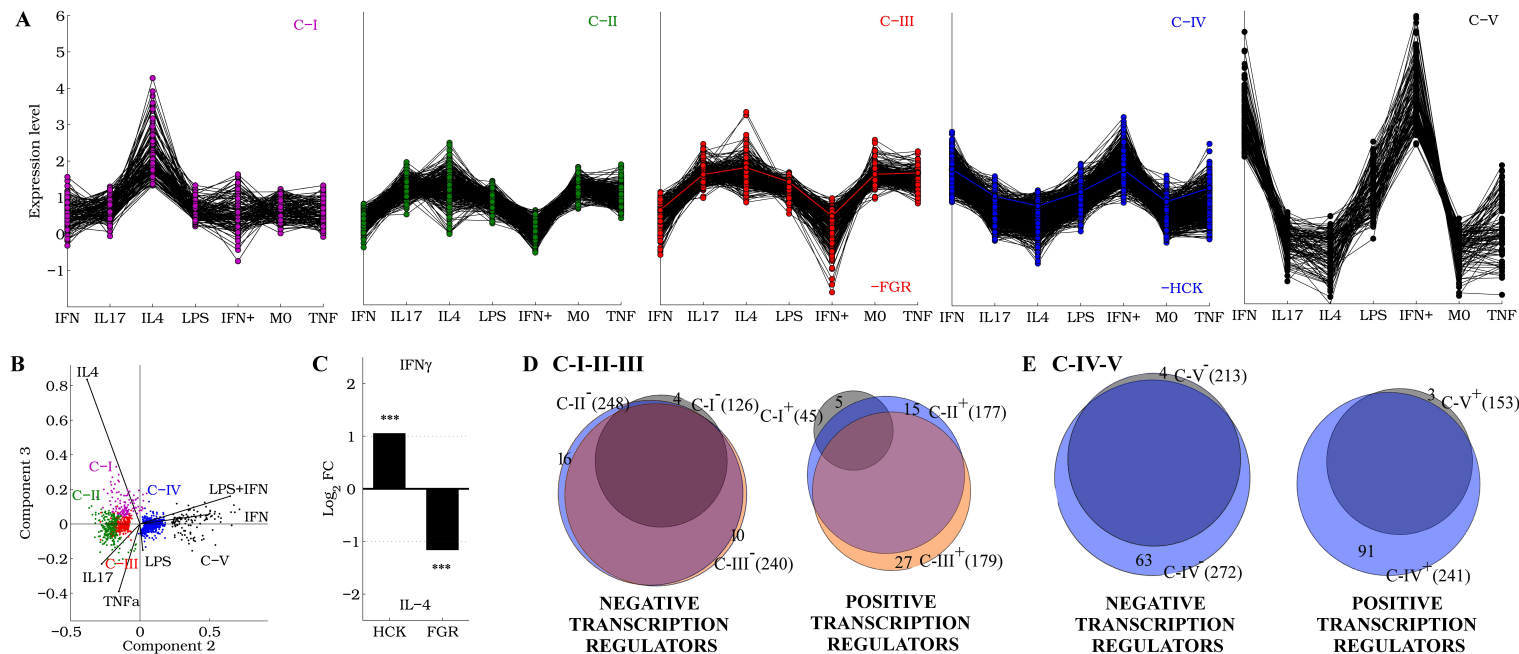 A
C−I
C−II
C−III
C−IV
C−V
Expression level
6
5
4
3
2
1
0
−1
−FGR
−HCK
IFN IL17 IL4 LPS IFN+ M0 TNF
IFN IL17 IL4 LPS IFN+ M0 TNF
IFN IL17 IL4 LPS IFN+ M0 TNF
IFN IL17 IL4 LPS IFN+ M0 TNF
IFN IL17 IL4 LPS IFN+ M0 TNF
B
IL4
Component 3
0.8
0.6
0.4
0.2
0
−0.2
−0.4
C−I
C−II
C−IV
LPS+IFN
IFN
C−V
LPS
C−III
IL17
TNFa
−0.5 0 0.5
Component 2
C
IFNγ
Log2 FC
2
1
0
−1
−2
***
***
IL−4
HCK FGR
D C-I-II-III
C-II-(248)
4
C-I-(126)
16
10
C-III-(240)
NEGATIVE
TRANSCRIPTION
REGULATORS
5
C-I+(45)
15
C-II+(177)
27
C-III+(179)
POSITIVE
TRANSCRIPTION
REGULATORS
E C-IV-V
4
C-V-(213)
63
C-IV-(272)
NEGATIVE
TRANSCRIPTION
REGULATORS
3
C-V+(153)
91
C-IV+(241)
POSITIVE
TRANSCRIPTION
REGULATORS